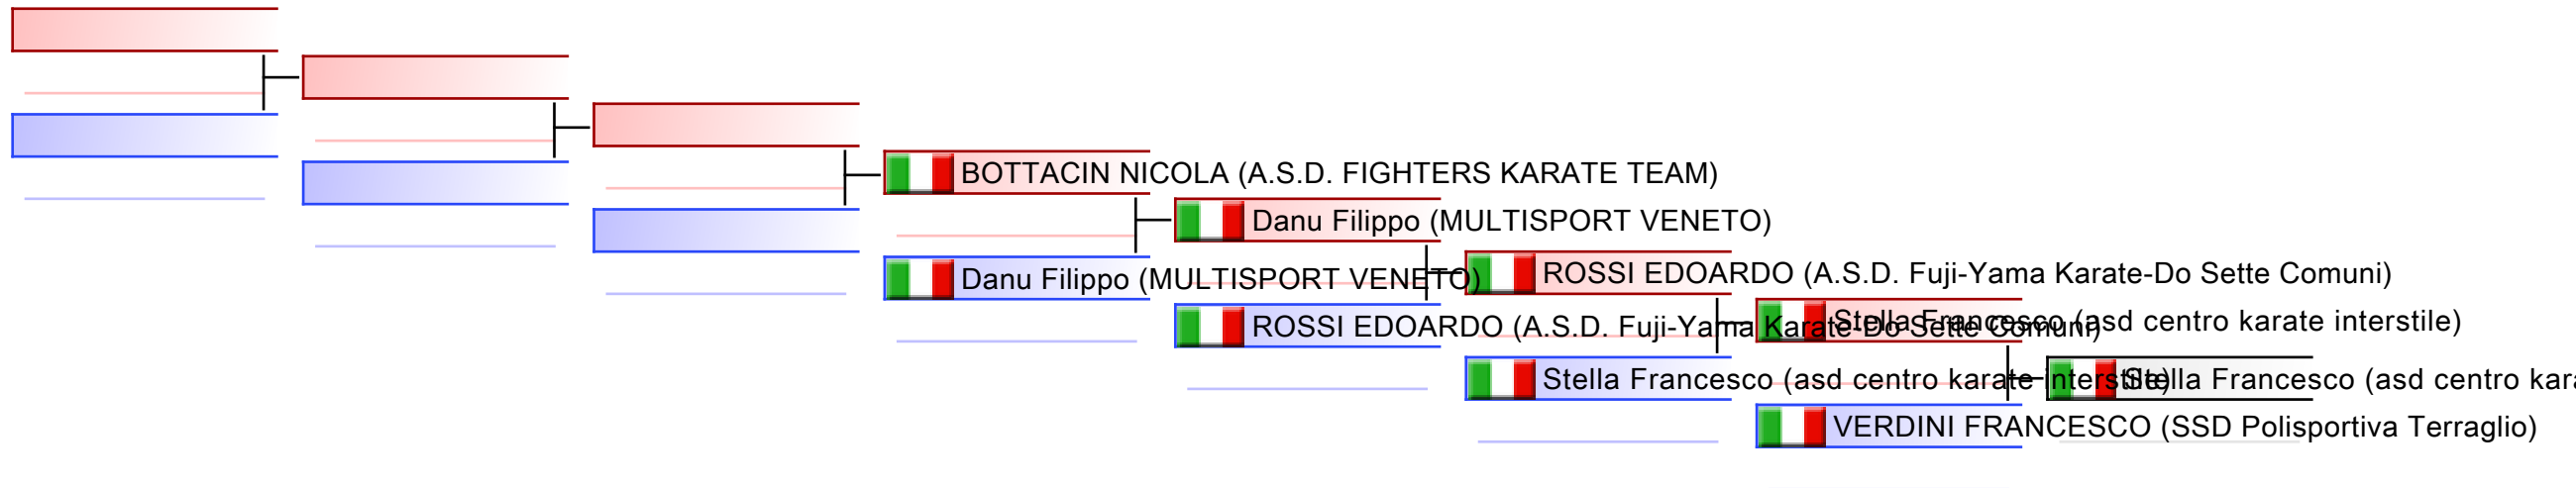 BOTTACIN NICOLA (A.S.D. FIGHTERS KARATE TEAM)
Danu Filippo (MULTISPORT VENETO)
Danu Filippo (MULTISPORT VENETO)
ROSSI EDOARDO (A.S.D. Fuji-Yama Karate-Do Sette Comuni)
ROSSI EDOARDO (A.S.D. Fuji-Yama Karate-Do Sette Comuni)
Stella Francesco (asd centro karate interstile)
Stella Francesco (asd centro karate interstile)
Stella Francesco (asd centro
VERDINI FRANCESCO (SSD Polisportiva Terraglio)